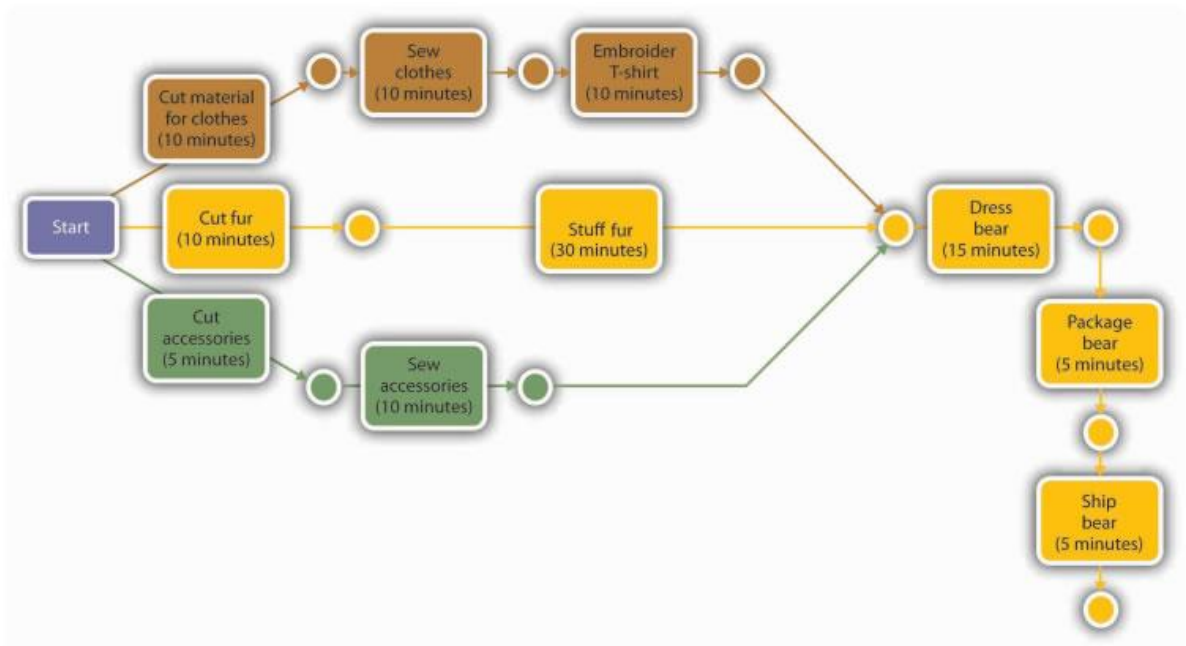 Sew
clothes
(10 minutes)
Embroider
T-shirt
(10 minutes)
Cut material
for clothes
(10 minutes)
Start
Cut fur
(10 minutes)
Stuff fur
(30 minutes)
Dress
bear
(15 minutes)
Cut
accessories
(5 minutes)
Sew
accessories
(10 minutes)
Package
bear
(5 minutes)
Ship
bear
(5 minutes)